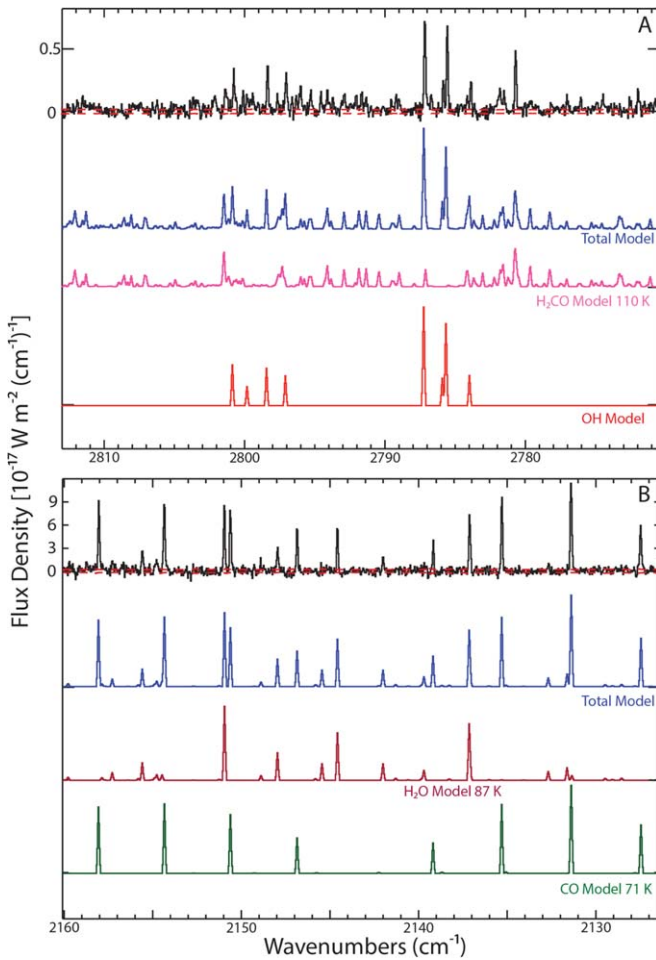 A
0.5
0
Total Model
H₂CO Model 110 K
OH Model
2810 2800 2790 2780
Flux Density [10⁻¹⁷ W m⁻² (cm⁻¹)⁻¹]
B
9
6
3
0
Total Model
H₂O Model 87 K
CO Model 71 K
2160 2150 2140 2130
Wavenumbers (cm⁻¹)